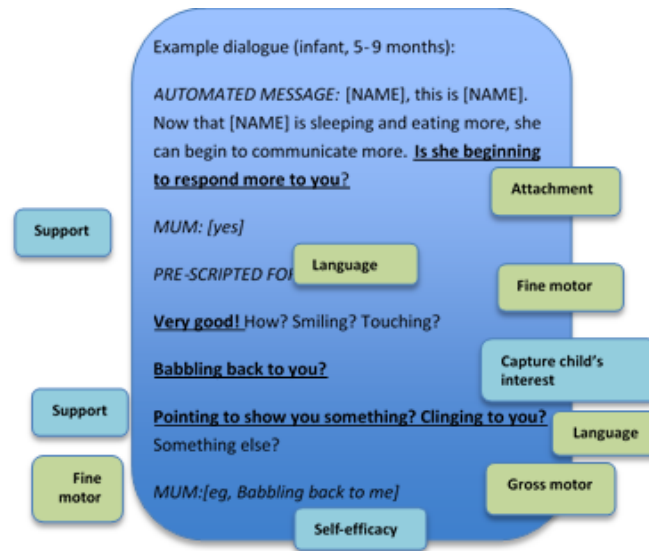 Example dialogue (infant, 5-9 months):
AUTOMATED MESSAGE: [NAME], this is [NAME].
Now that [NAME] is sleeping and eating more, she
can begin to communicate more. Is she beginning
to respond more to you?
Attachment
Support
MUM: [yes]
Language
PRE-SCRIPTED
Fine motor
Very good! How? Smiling? Touching?
Capture child's
interest
Babbling back to you?
Support
Pointing to show you something? Clinging to you?
Something else?
Language
Fine
motor
Gross motor
MUM:[eg, Babbling back to me]
Self-efficacy